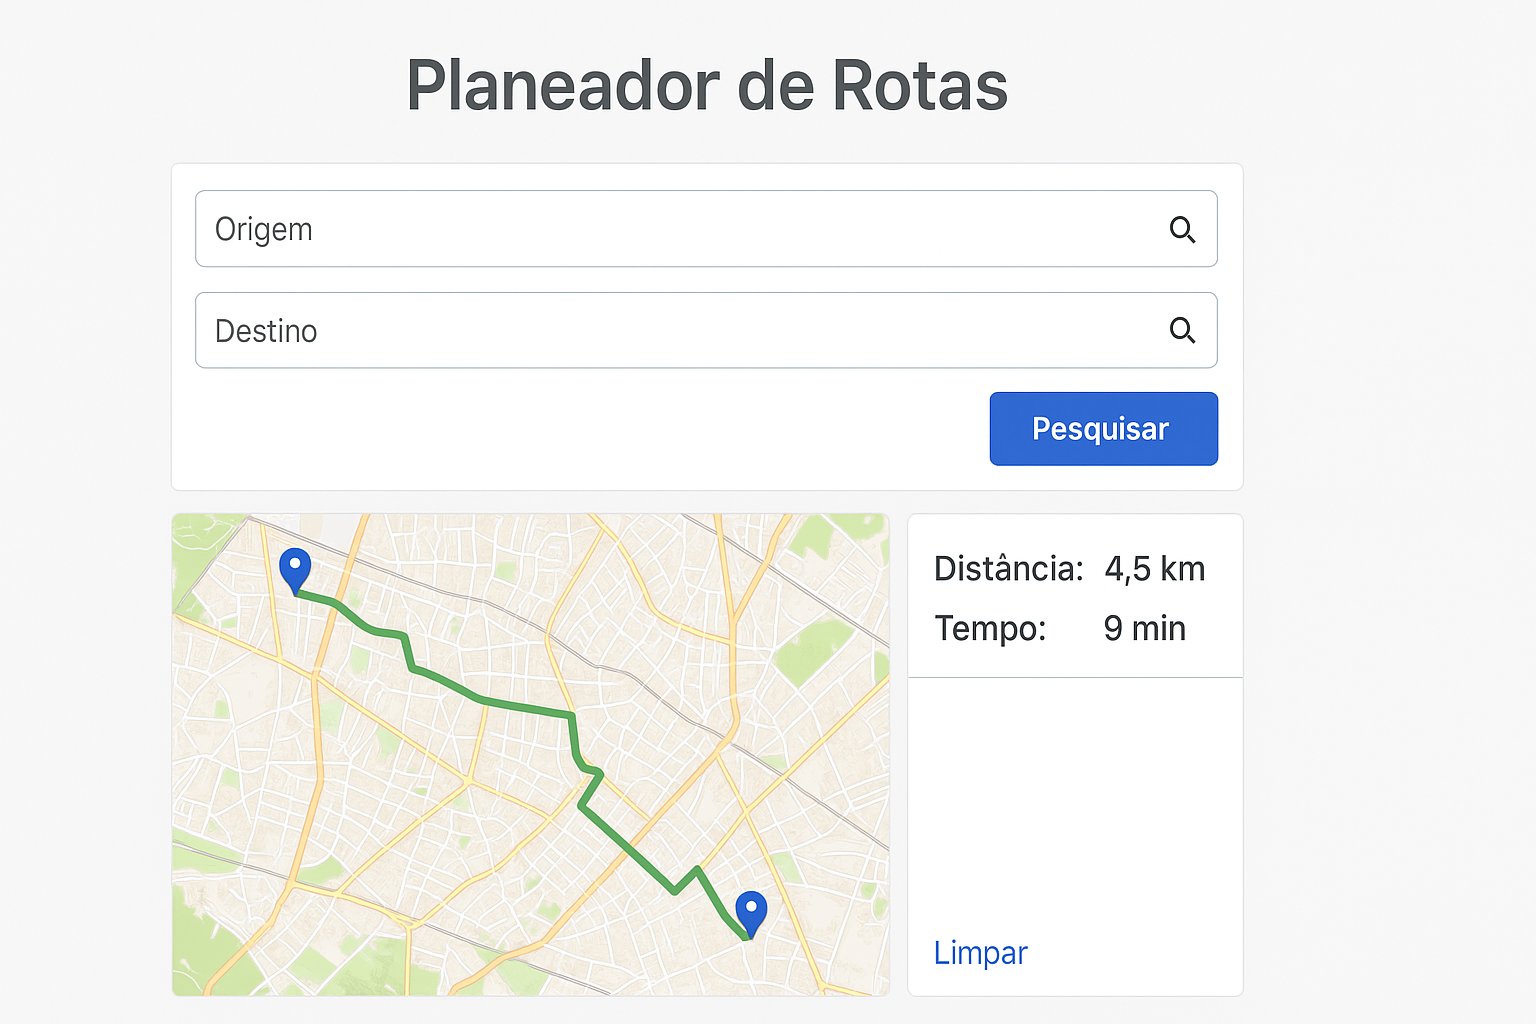 Planeador de Rotas
Origem
Destino
Pesquisar
Distância: 4,5 km
Tempo: 9 min
Limpar